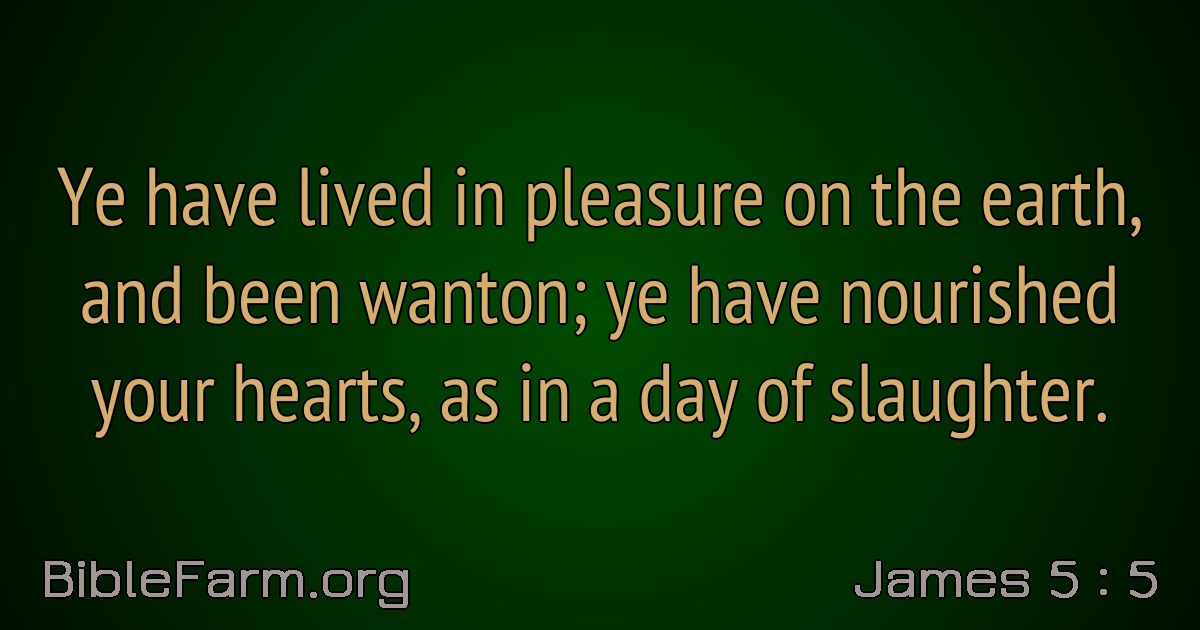 Ye have lived in pleasure on the earth,
and been wanton; ye have nourished
your hearts, as in a day of slaughter.
BibleFarm.org
James 5 : 5